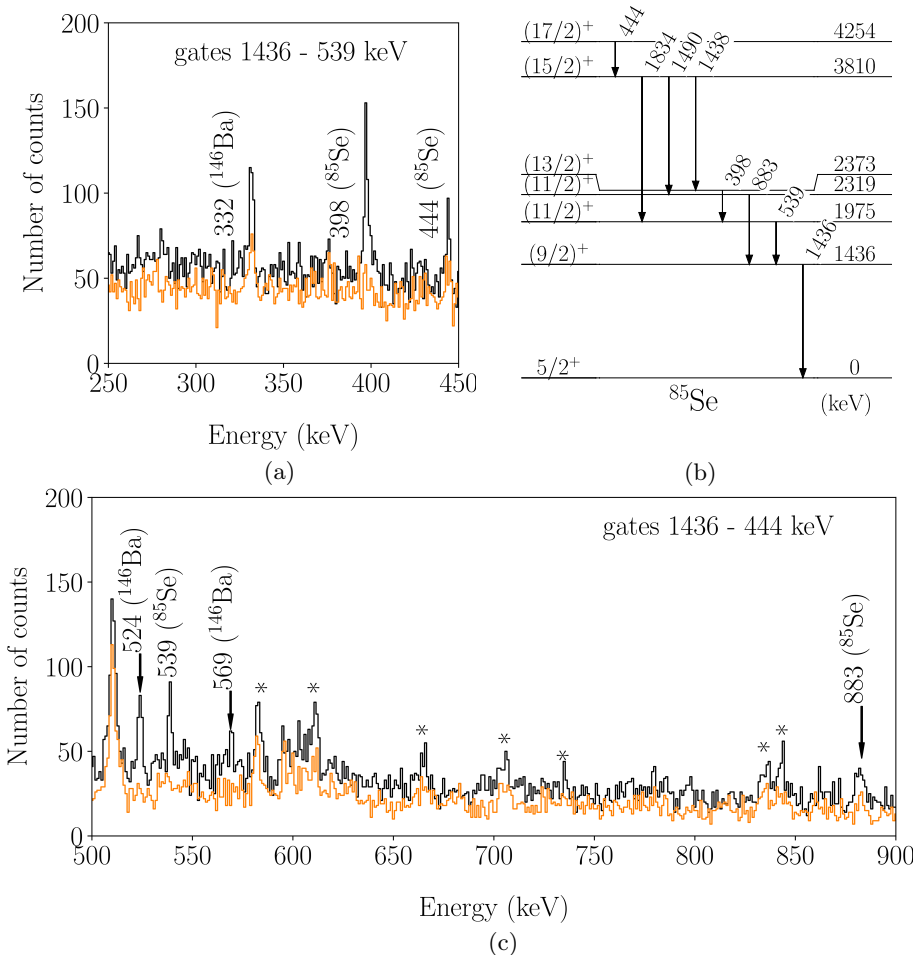 200
150
100
50
0
Number of counts
gates 1436 - 539 keV
332 (¹⁴⁶Ba)
398 (⁸⁵Se)
444 (⁸⁵Se)
250 300 350 400 450
Energy (keV)
(a)
(17/2)⁺ 444 4254
(15/2)⁺ 1834 1490 1438 3810
(13/2)⁺ 2373
(11/2)⁺ 398 883 2319
(11/2)⁺ 539 1975
(9/2)⁺ 1436 1436
5/2⁺ 0
⁸⁵Se (keV)
(b)
200
150
100
50
0
Number of counts
gates 1436 - 444 keV
524 (¹⁴⁶Ba)
539 (⁸⁵Se)
569 (¹⁴⁶Ba)
* * * * * * *
883 (⁸⁵Se)
500 550 600 650 700 750 800 850 900
Energy (keV)
(c)